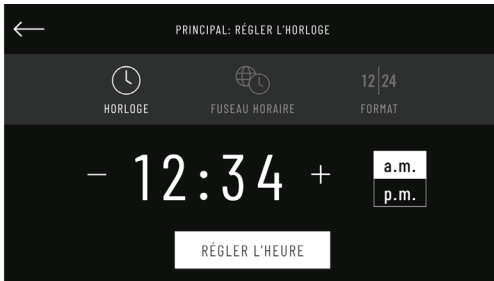 PRINCIPAL: RÉGLER L'HORLOGE
12|24
HORLOGE FUSEAU HORAIRE FORMAT
− 12:34 + a.m.
p.m.
RÉGLER L'HEURE